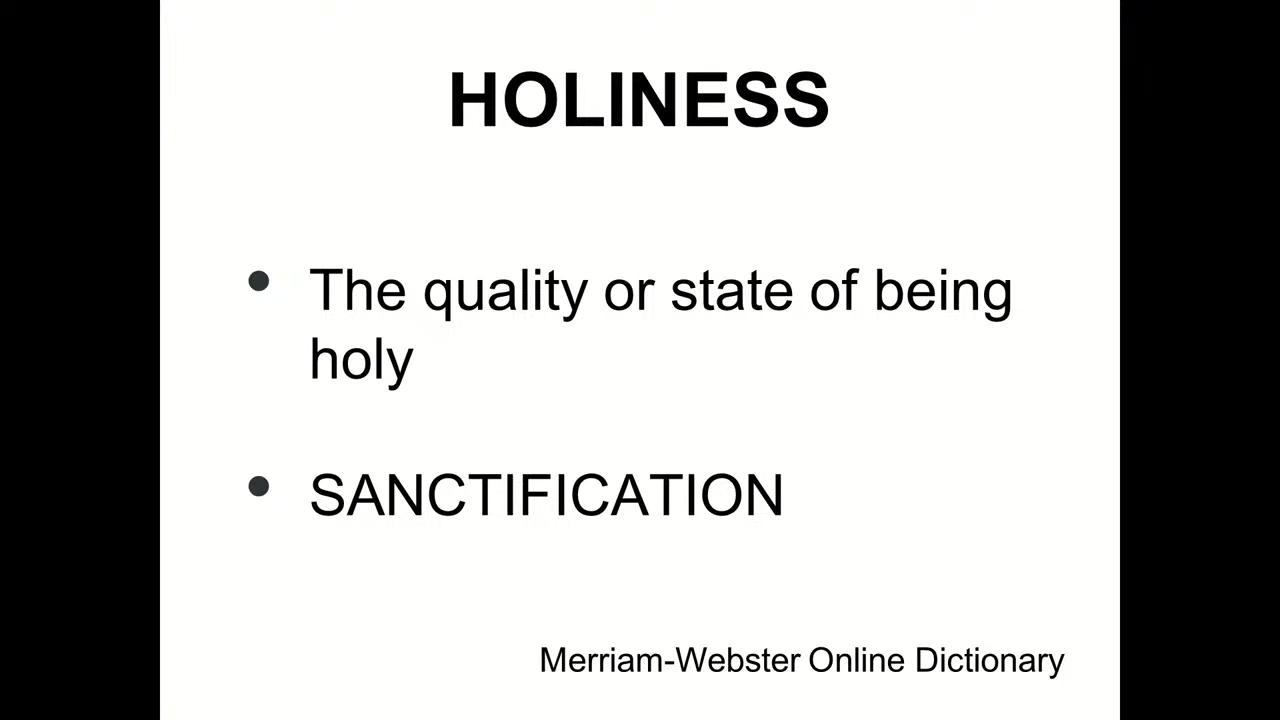 HOLINESS
• The quality or state of being
holy
• SANCTIFICATION
Merriam-Webster Online Dictionary